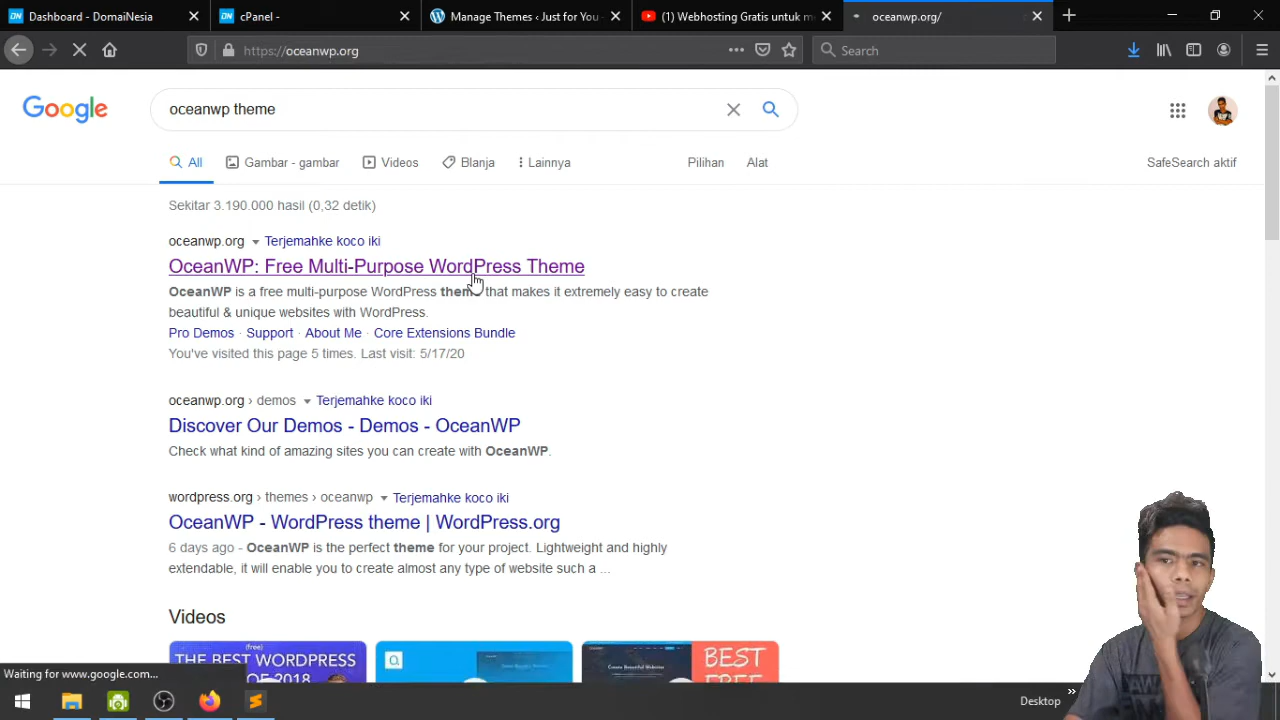 Dashboard - DomaiNesia
cPanel -
Manage Themes ‹ Just for You -
(1) Webhosting Gratis untuk me
oceanwp.org/
https://oceanwp.org
Search
Google
oceanwp theme
All
Gambar - gambar
Videos
Blanja
Lainnya
Pilihan
Alat
SafeSearch aktif
Sekitar 3.190.000 hasil (0,32 detik)
oceanwp.org
Terjemahke koco iki
OceanWP: Free Multi-Purpose WordPress Theme
OceanWP is a free multi-purpose WordPress theme that makes it extremely easy to create
beautiful & unique websites with WordPress.
Pro Demos · Support · About Me · Core Extensions Bundle
You've visited this page 5 times. Last visit: 5/17/20
oceanwp.org › demos
Terjemahke koco iki
Discover Our Demos - Demos - OceanWP
Check what kind of amazing sites you can create with OceanWP.
wordpress.org › themes › oceanwp
Terjemahke koco iki
OceanWP - WordPress theme | WordPress.org
6 days ago - OceanWP is the perfect theme for your project. Lightweight and highly
extendable, it will enable you to create almost any type of website such a ...
Videos
(free)
THE BEST WORDPRESS
OF 2018
Create Beautiful Websites
BEST
FREE
Waiting for www.google.com...
Desktop